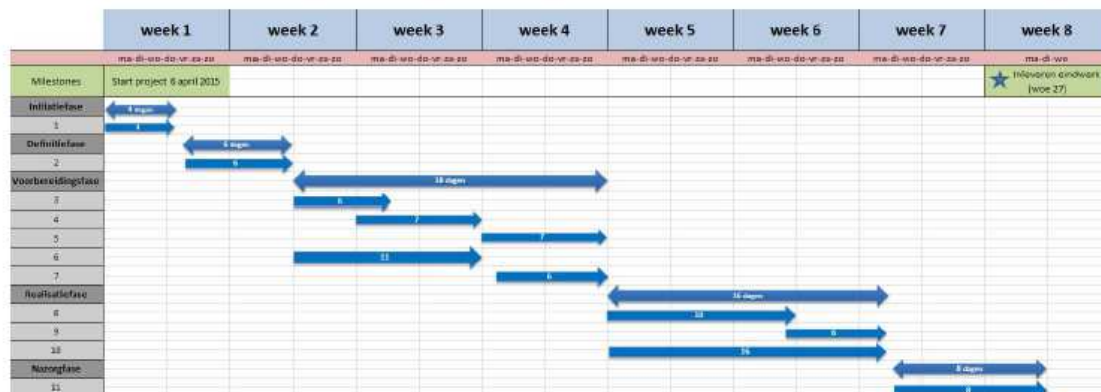 week 1 week 2 week 3 week 4 week 5 week 6 week 7 week 8
ma-di-wo-do-vr-za-zo ma-di-wo-do-vr-za-zo ma-di-wo-do-vr-za-zo ma-di-wo-do-vr-za-zo ma-di-wo-do-vr-za-zo ma-di-wo-do-vr-za-zo ma-di-wo-do-vr-za-zo ma-di-wo
Milestones Start project 6 april 2015 Inleveren eindwerk
(woe 27)
Initiatiefase 4 dagen
1
Definitiefase 6 dagen
2 6
Voorbereidingsfase 18 dagen
3 6
4 7
5 7
6 11
7 6
Realisatiefase 16 dagen
8 10
9 6
10 16
Nazorgfase 8 dagen
11 8